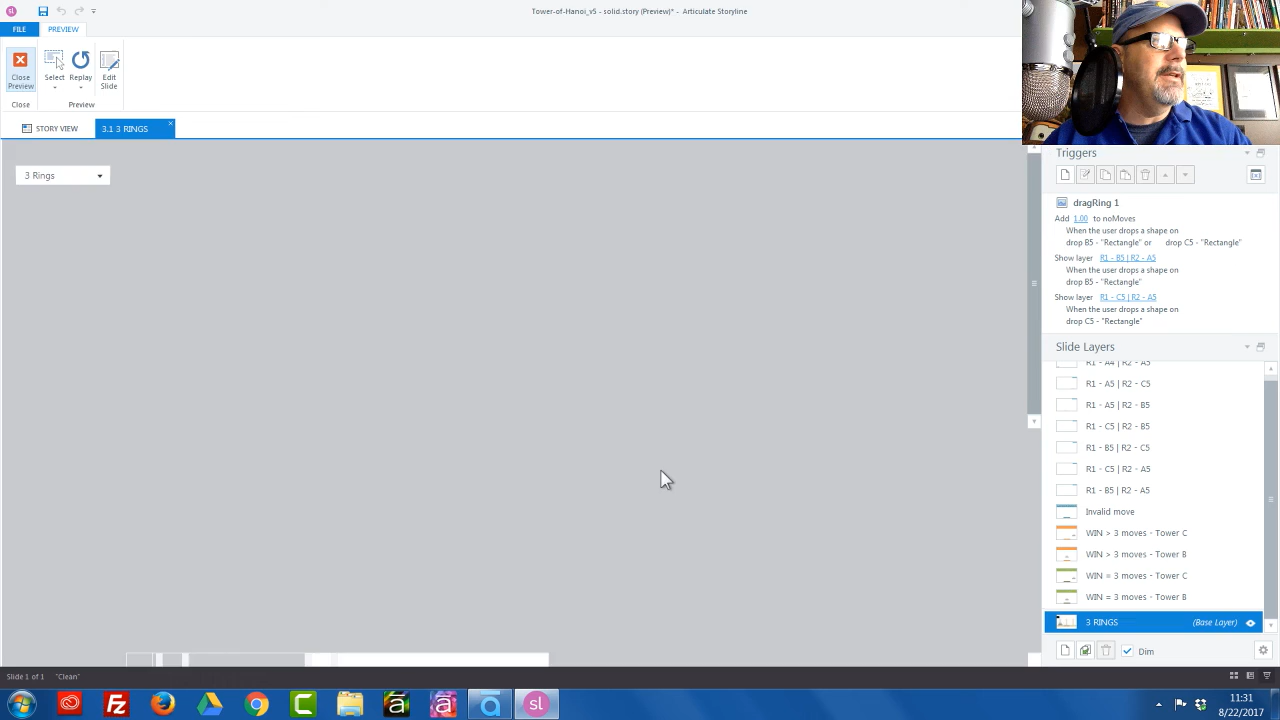 Tower-of-Hanoi_v5 - solid.story (Preview)* - Articulate Storyline
FILE
PREVIEW
Close Preview
Select
Replay
Edit Slide
Close
Preview
STORY VIEW
3.1 3 RINGS
3 Rings
Triggers
dragRing 1
Add 1.00 to noMoves
When the user drops a shape on
drop B5 - "Rectangle" or drop C5 - "Rectangle"
Show layer R1 - B5 | R2 - A5
When the user drops a shape on
drop B5 - "Rectangle"
Show layer R1 - C5 | R2 - A5
When the user drops a shape on
drop C5 - "Rectangle"
Slide Layers
R1 - A4 | R2 - A5
R1 - A5 | R2 - C5
R1 - A5 | R2 - B5
R1 - C5 | R2 - B5
R1 - B5 | R2 - C5
R1 - C5 | R2 - A5
R1 - B5 | R2 - A5
Invalid move
WIN > 3 moves - Tower C
WIN > 3 moves - Tower B
WIN = 3 moves - Tower C
WIN = 3 moves - Tower B
3 RINGS (Base Layer)
Dim
Slide 1 of 1 "Clean"
11:31
8/22/2017